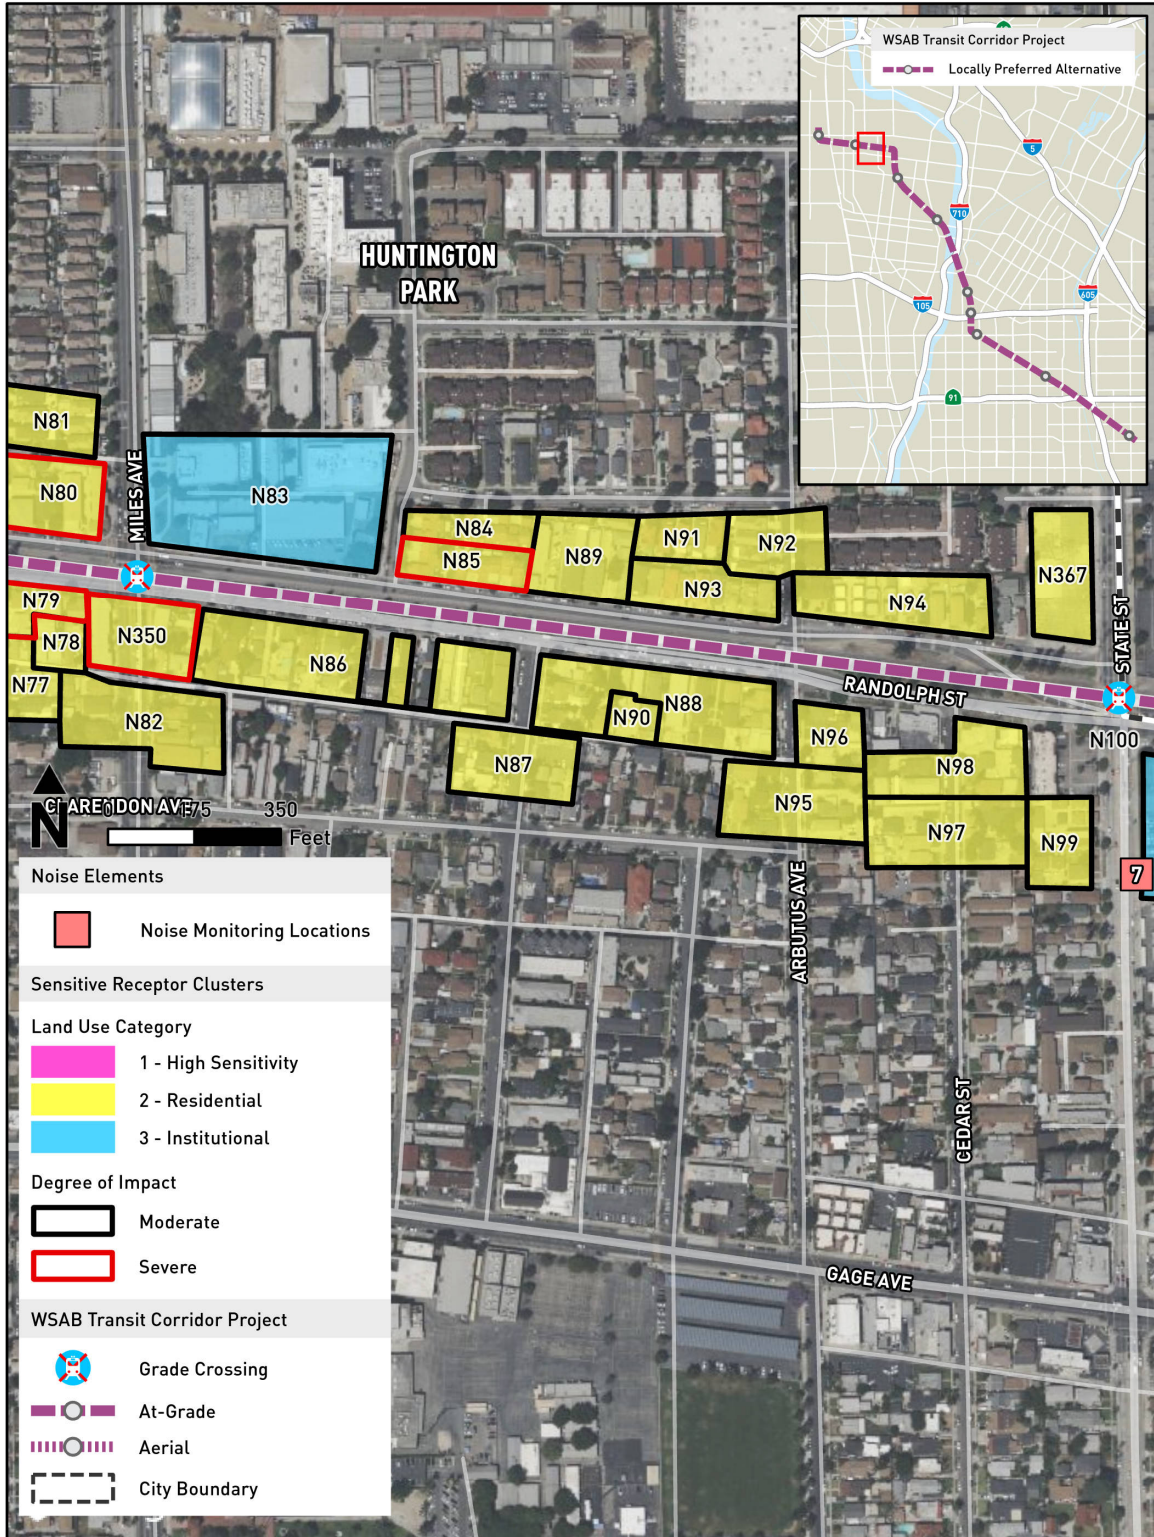 WSAB Transit Corridor Project
Locally Preferred Alternative
5
710
105
605
91
HUNTINGTON
PARK
N81
N80
MILES AVE
N83
N84
N85
N89
N91
N92
N93
N94
N367
STATE ST
N79
N78
N350
N77
N82
N86
N88
N90
N87
RANDOLPH ST
N96
N95
N98
N97
N99
N100
7
N
CLARENDON AVE
0 175 350
Feet
ARBUTUS AVE
CEDAR ST
GAGE AVE
Noise Elements
Noise Monitoring Locations
Sensitive Receptor Clusters
Land Use Category
1 - High Sensitivity
2 - Residential
3 - Institutional
Degree of Impact
Moderate
Severe
WSAB Transit Corridor Project
Grade Crossing
At-Grade
Aerial
City Boundary